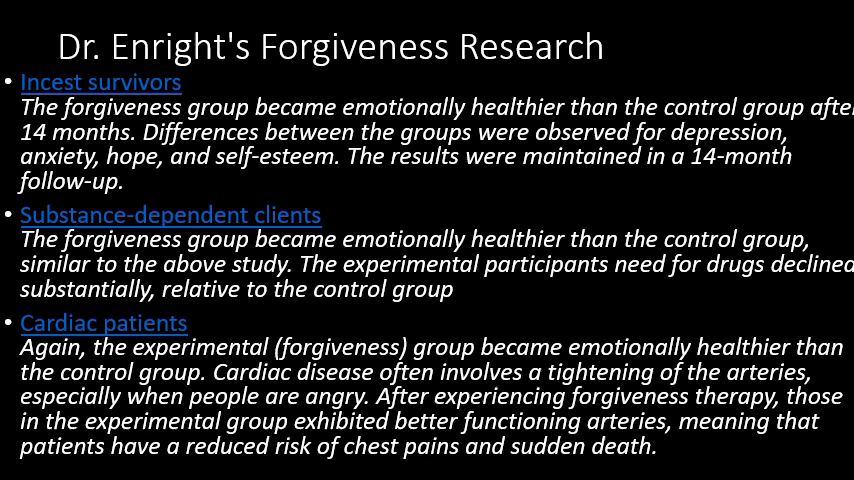 Dr. Enright's Forgiveness Research
• Incest survivors
The forgiveness group became emotionally healthier than the control group after
14 months. Differences between the groups were observed for depression,
anxiety, hope, and self-esteem. The results were maintained in a 14-month
follow-up.
• Substance-dependent clients
The forgiveness group became emotionally healthier than the control group,
similar to the above study. The experimental participants need for drugs declined
substantially, relative to the control group
• Cardiac patients
Again, the experimental (forgiveness) group became emotionally healthier than
the control group. Cardiac disease often involves a tightening of the arteries,
especially when people are angry. After experiencing forgiveness therapy, those
in the experimental group exhibited better functioning arteries, meaning that
patients have a reduced risk of chest pains and sudden death.